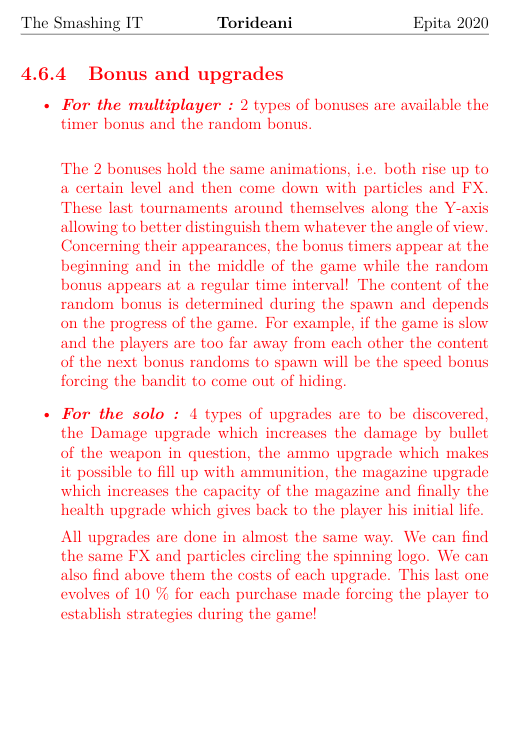 The Smashing IT Torideani Epita 2020
4.6.4 Bonus and upgrades
• For the multiplayer : 2 types of bonuses are available the
timer bonus and the random bonus.
The 2 bonuses hold the same animations, i.e. both rise up to
a certain level and then come down with particles and FX.
These last tournaments around themselves along the Y-axis
allowing to better distinguish them whatever the angle of view.
Concerning their appearances, the bonus timers appear at the
beginning and in the middle of the game while the random
bonus appears at a regular time interval! The content of the
random bonus is determined during the spawn and depends
on the progress of the game. For example, if the game is slow
and the players are too far away from each other the content
of the next bonus randoms to spawn will be the speed bonus
forcing the bandit to come out of hiding.
• For the solo : 4 types of upgrades are to be discovered,
the Damage upgrade which increases the damage by bullet
of the weapon in question, the ammo upgrade which makes
it possible to fill up with ammunition, the magazine upgrade
which increases the capacity of the magazine and finally the
health upgrade which gives back to the player his initial life.
All upgrades are done in almost the same way. We can find
the same FX and particles circling the spinning logo. We can
also find above them the costs of each upgrade. This last one
evolves of 10 % for each purchase made forcing the player to
establish strategies during the game!